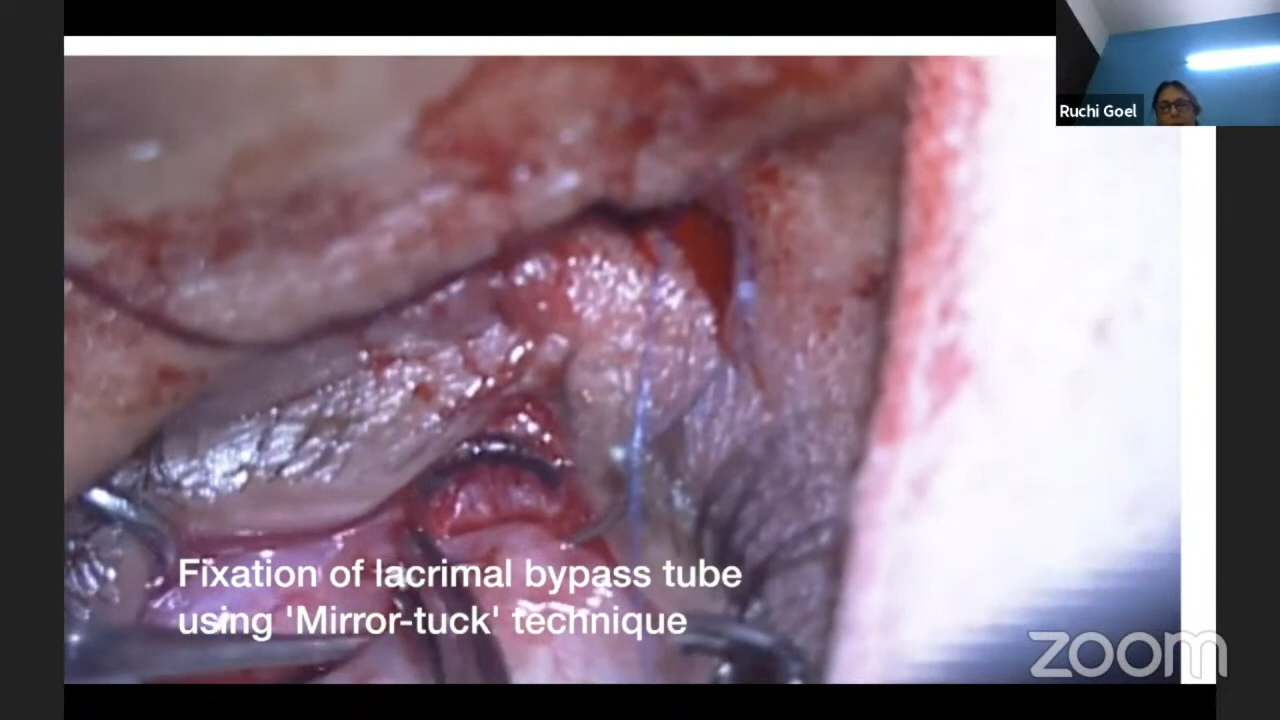 Ruchi Goel
Fixation of lacrimal bypass tube
using 'Mirror-tuck' technique
zoom